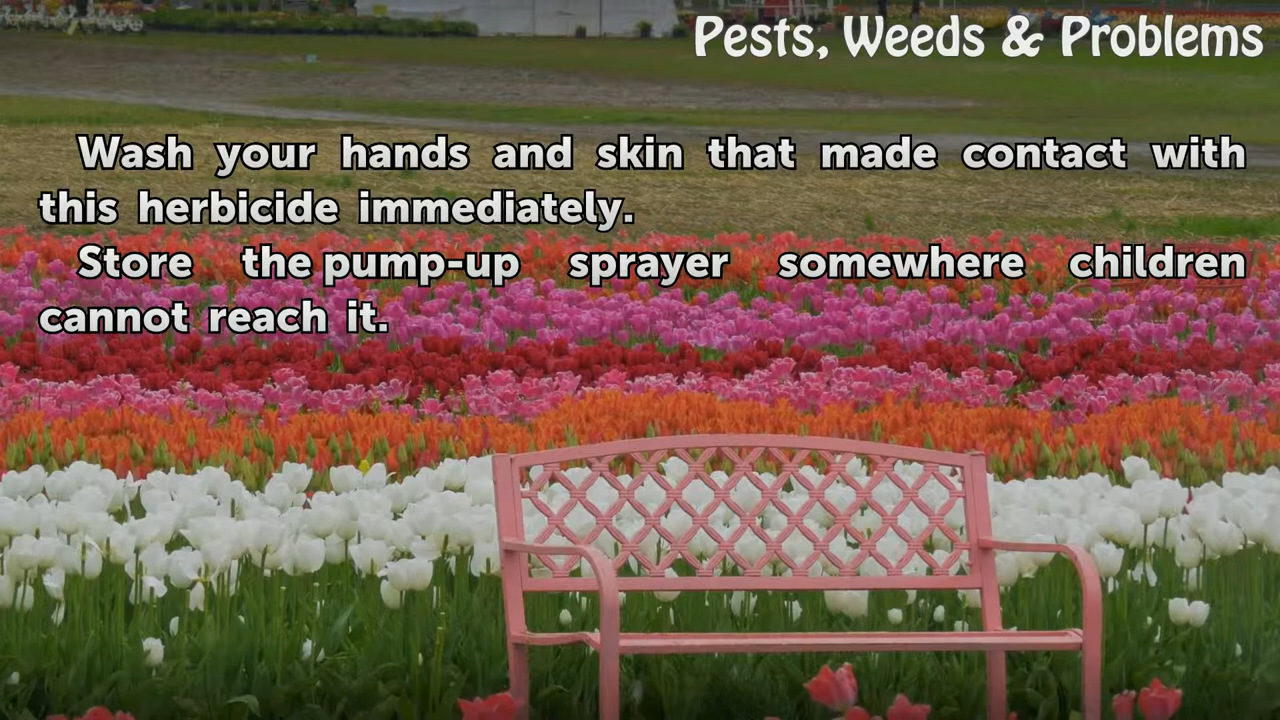 Pests, Weeds & Problems
Wash your hands and skin that made contact with
this herbicide immediately.
Store the pump-up sprayer somewhere children
cannot reach it.